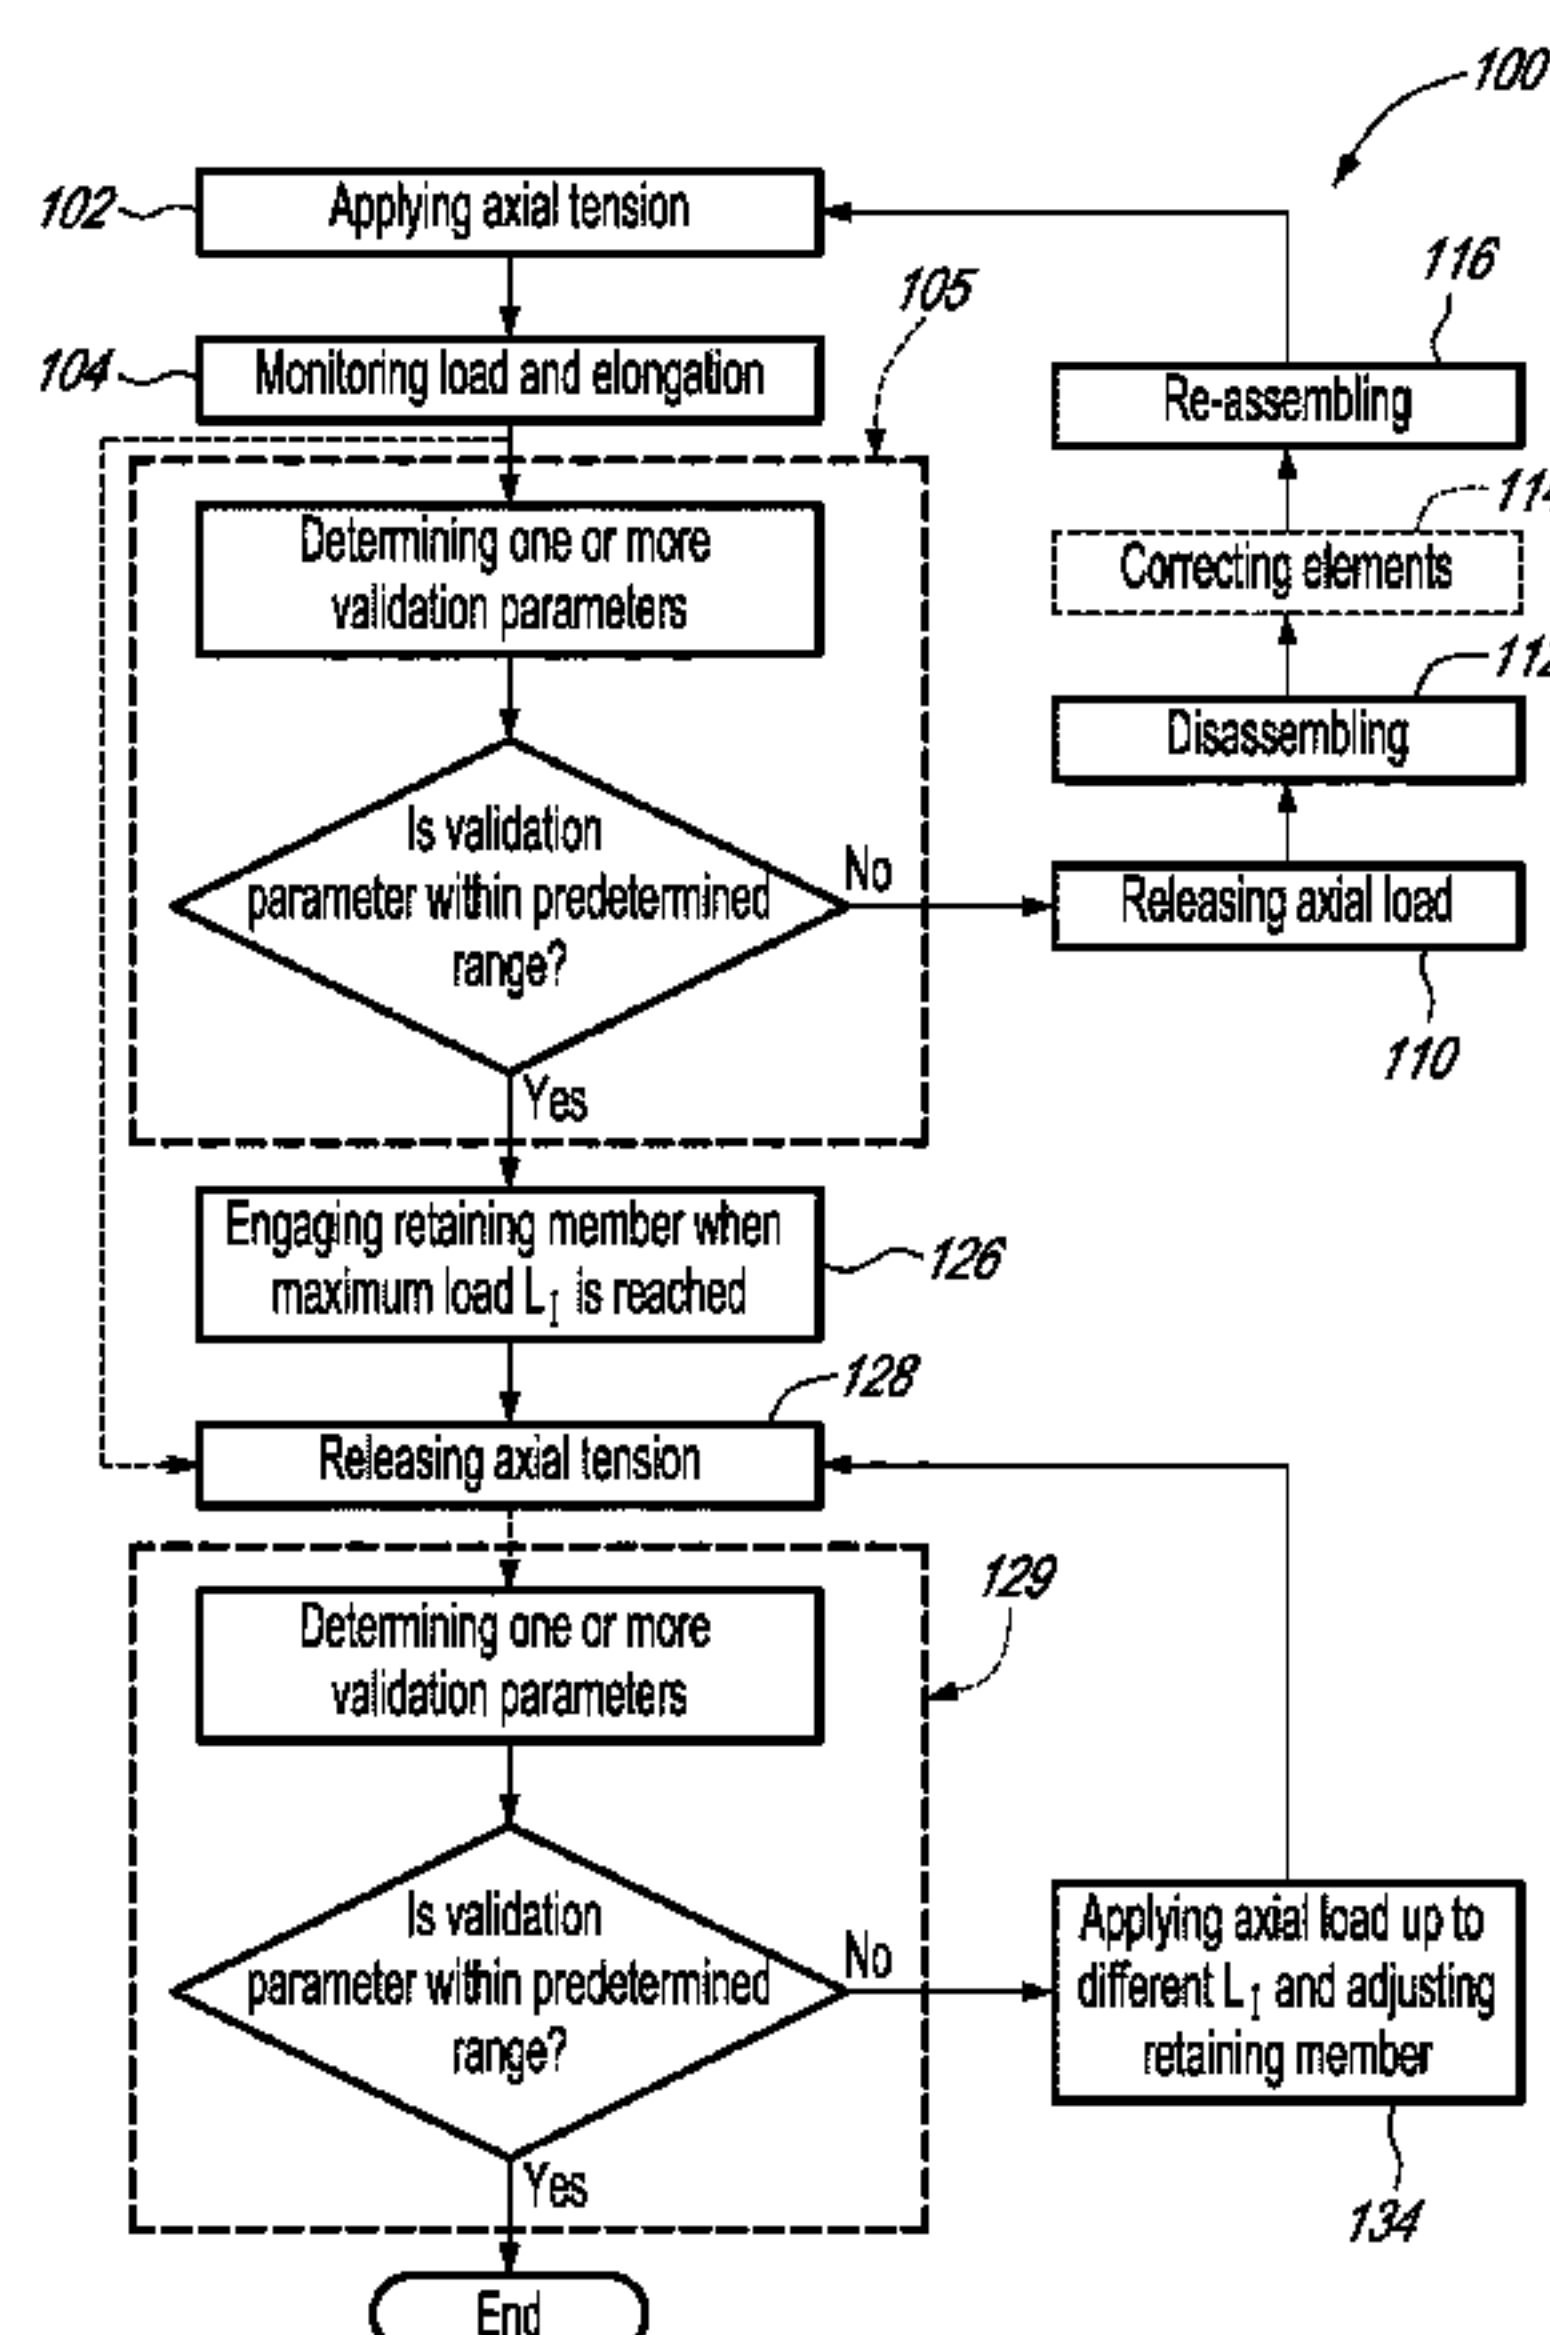 100
102
Applying axial tension
116
105
104
Monitoring load and elongation
Re-assembling
114
Determining one or more
validation parameters
Correcting elements
112
Disassembling
Is validation
parameter within predetermined
range?
No
Releasing axial load
110
Yes
Engaging retaining member when
maximum load L₁ is reached
126
128
Releasing axial tension
129
Determining one or more
validation parameters
Is validation
parameter within predetermined
range?
No
Applying axial load up to
different L₁ and adjusting
retaining member
Yes
134
End